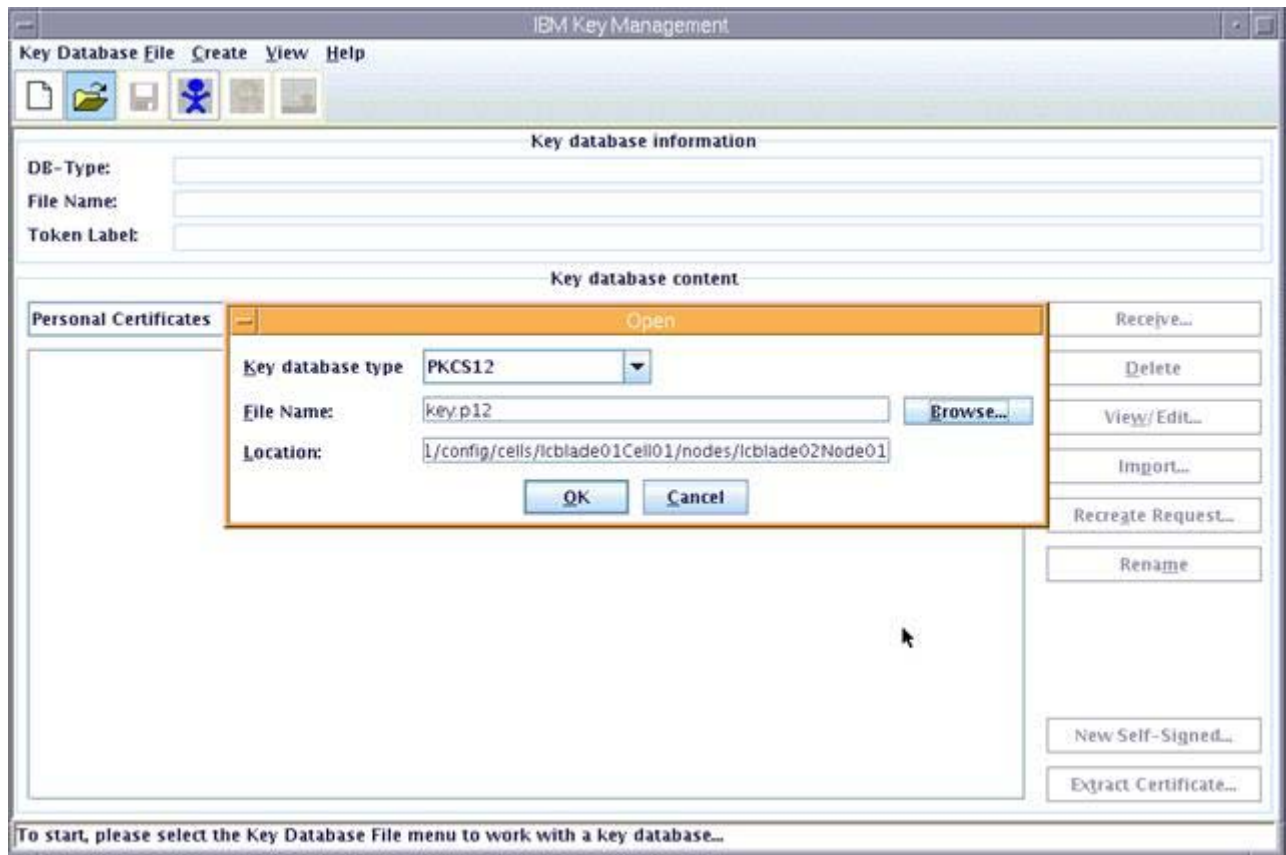 IBM Key Management
Key Database File Create View Help
Key database information
DB-Type:
File Name:
Token Label:
Key database content
Personal Certificates
Open
Key database type PKCS12
File Name: key.p12 Browse...
Location: 1/config/cells/lcblade01Cell01/nodes/lcblade02Node01
OK Cancel
Receive...
Delete
View/Edit...
Import...
Recreate Request...
Rename
New Self-Signed...
Extract Certificate...
To start, please select the Key Database File menu to work with a key database...